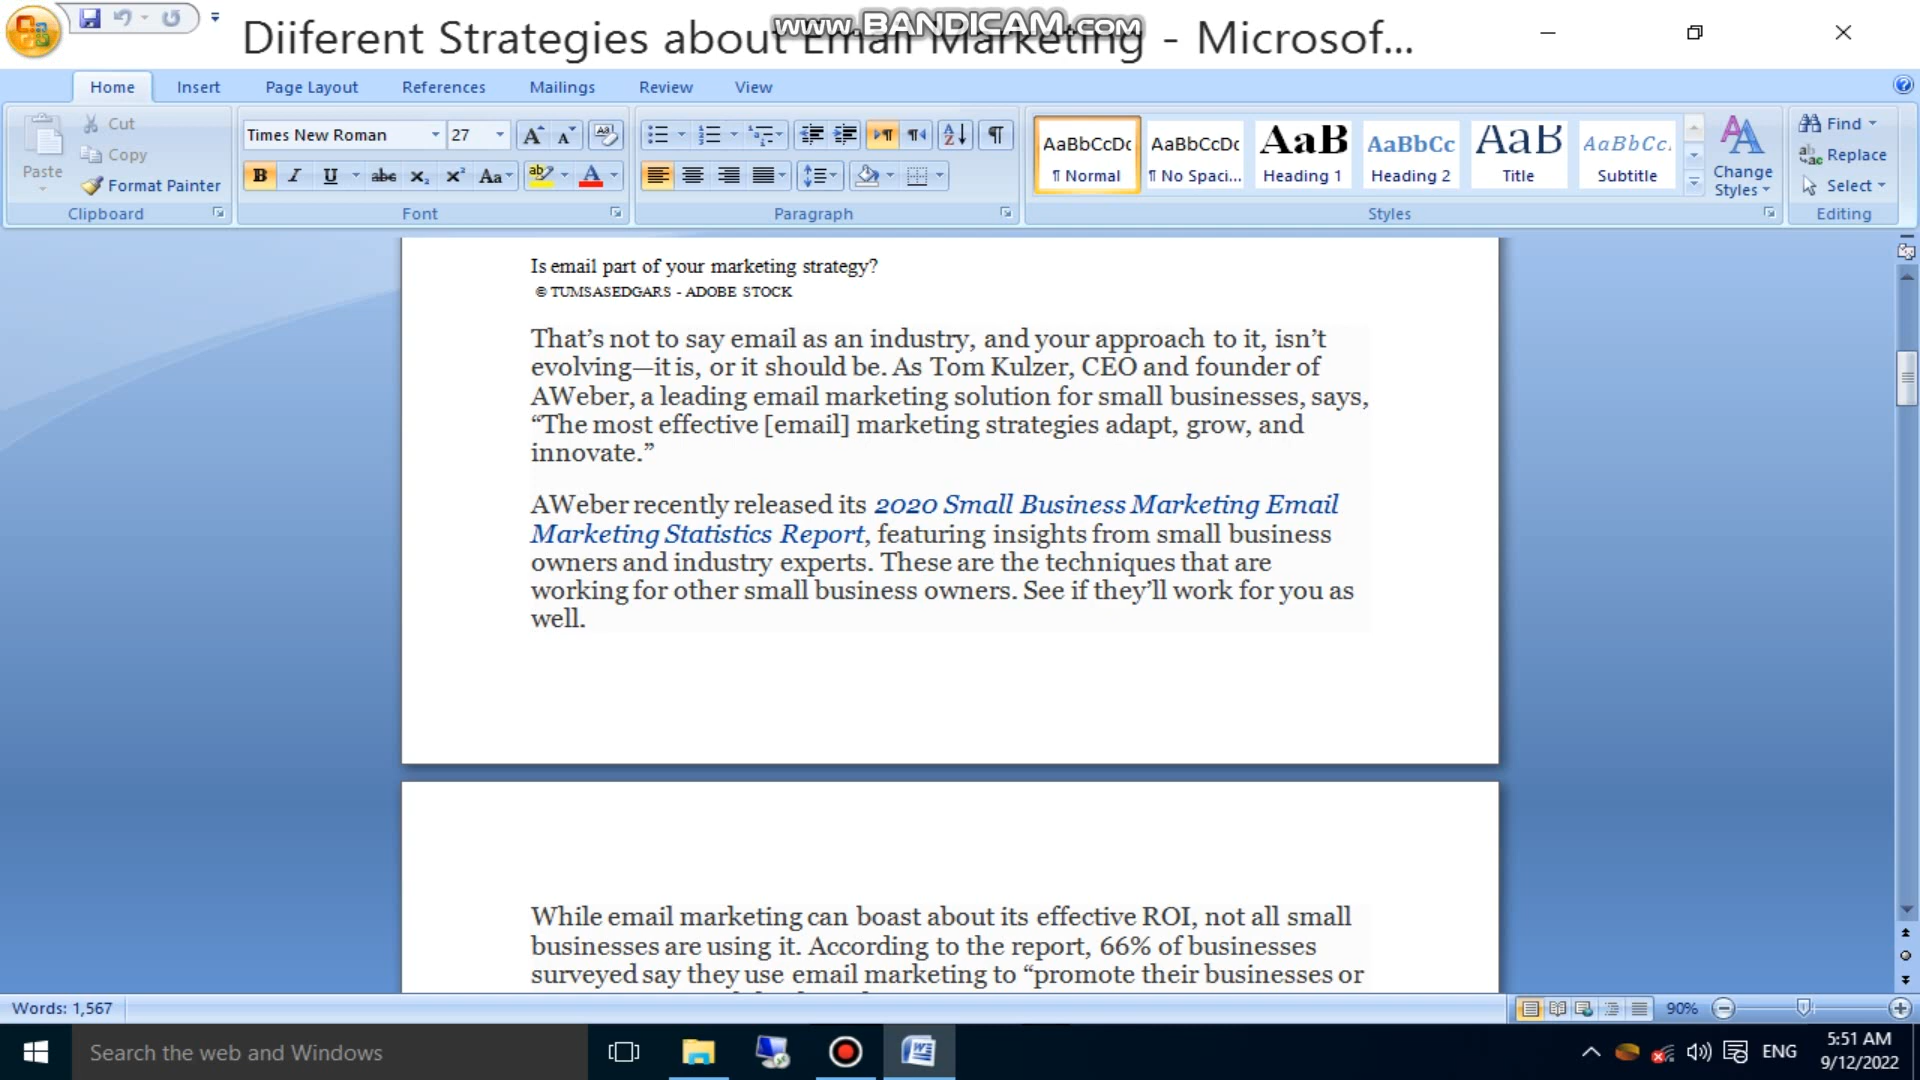 Diiferent Strategies about Email Marketing - Microsof...
www.BANDICAM.com
Home Insert Page Layout References Mailings Review View
Paste
Cut
Copy
Format Painter
Clipboard
Times New Roman 27
Font
Paragraph
AaBbCcDc AaBbCcDc AaB AaBbCc AaB AaBbCc.
¶ Normal ¶ No Spaci... Heading 1 Heading 2 Title Subtitle
Change
Styles
Styles
Find
Replace
Select
Editing
Is email part of your marketing strategy?
© TUMSASEDGARS - ADOBE STOCK
That’s not to say email as an industry, and your approach to it, isn’t
evolving—it is, or it should be. As Tom Kulzer, CEO and founder of
AWeber, a leading email marketing solution for small businesses, says,
“The most effective [email] marketing strategies adapt, grow, and
innovate.”
AWeber recently released its 2020 Small Business Marketing Email
Marketing Statistics Report, featuring insights from small business
owners and industry experts. These are the techniques that are
working for other small business owners. See if they’ll work for you as
well.
While email marketing can boast about its effective ROI, not all small
businesses are using it. According to the report, 66% of businesses
surveyed say they use email marketing to “promote their businesses or
Words: 1,567
90%
Search the web and Windows
ENG
5:51 AM
9/12/2022